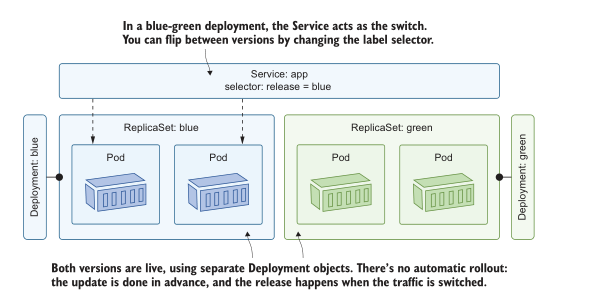 In a blue-green deployment, the Service acts as the switch.
You can flip between versions by changing the label selector.
Service: app
selector: release = blue
Deployment: blue
ReplicaSet: blue
Pod
Pod
ReplicaSet: green
Pod
Pod
Deployment: green
Both versions are live, using separate Deployment objects. There's no automatic rollout:
the update is done in advance, and the release happens when the traffic is switched.